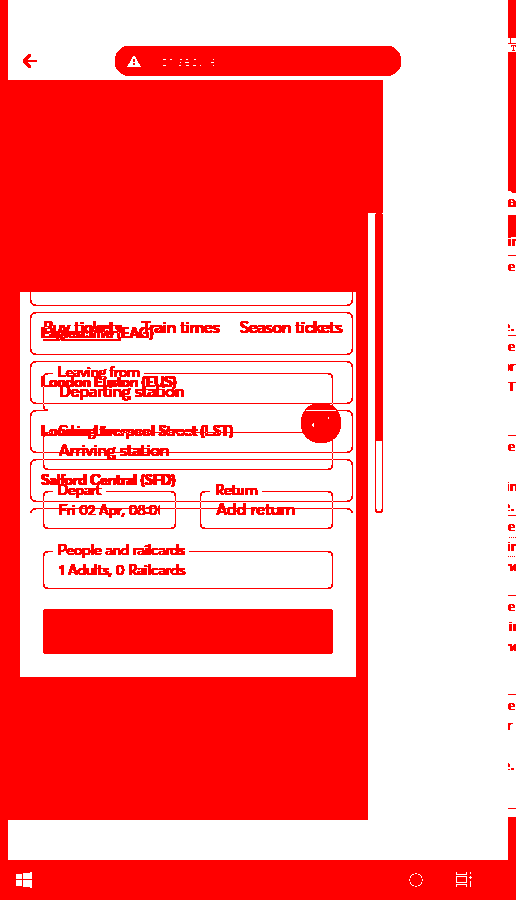 Buy tickets Train times Season tickets
Leaving from
London Euston (EUS)
Departing station
London Liverpool Street (LST)
Arriving station
Salford Central (SFD)
Depart Return
Fri 02 Apr, 08:0 Add return
People and railcards
1 Adults, 0 Railcards